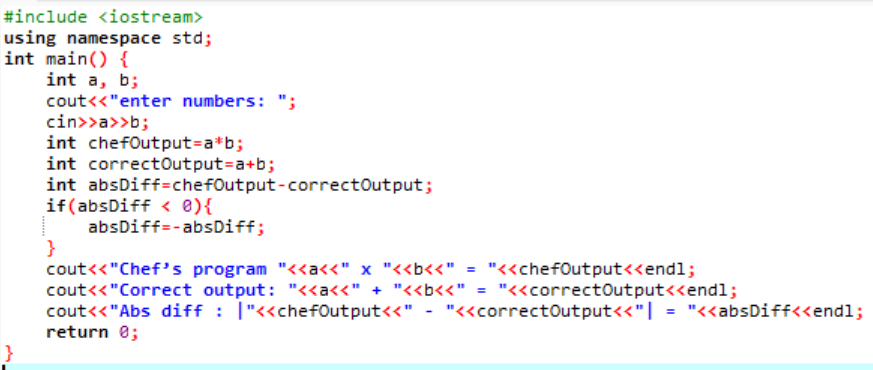 #include <iostream>
using namespace std;
int main() {
    int a, b;
    cout<<"enter numbers: ";
    cin>>a>>b;
    int chefOutput=a*b;
    int correctOutput=a+b;
    int absDiff=chefOutput-correctOutput;
    if(absDiff < 0){
        absDiff=-absDiff;
    }
    cout<<"Chef’s program "<<a<<" x "<<b<<" = "<<chefOutput<<endl;
    cout<<"Correct output: "<<a<<" + "<<b<<" = "<<correctOutput<<endl;
    cout<<"Abs diff : |"<<chefOutput<<" - "<<correctOutput<<"| = "<<absDiff<<endl;
    return 0;
}